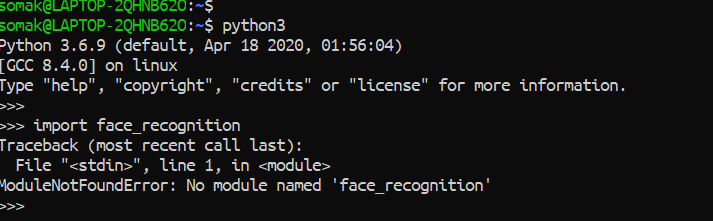 somak@LAPTOP-2QHNB62O:~$
somak@LAPTOP-2QHNB62O:~$ python3
Python 3.6.9 (default, Apr 18 2020, 01:56:04)
[GCC 8.4.0] on linux
Type "help", "copyright", "credits" or "license" for more information.
>>>
>>> import face_recognition
Traceback (most recent call last):
  File "<stdin>", line 1, in <module>
ModuleNotFoundError: No module named 'face_recognition'
>>>